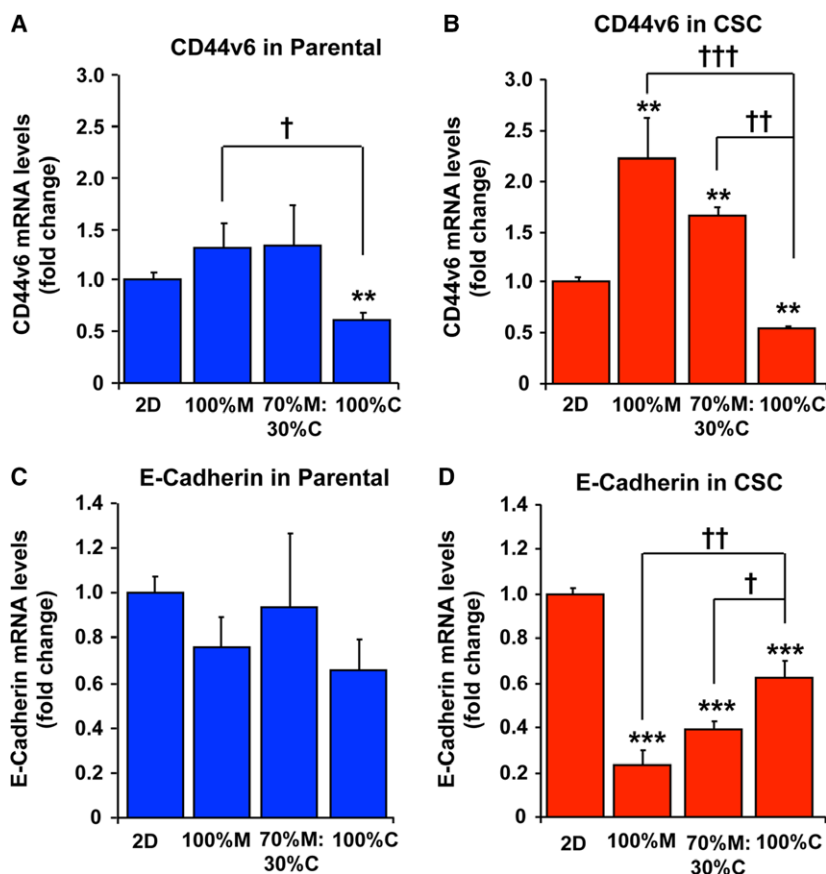 A
CD44v6 in Parental
CD44v6 mRNA levels
(fold change)
3.0
2.5
2.0
1.5
1.0
0.5
0
†
**
2D 100%M 70%M: 100%C
30%C
B
CD44v6 in CSC
CD44v6 mRNA levels
(fold change)
3.0
2.5
2.0
1.5
1.0
0.5
0
†††
††
**
**
**
2D 100%M 70%M: 100%C
30%C
C
E-Cadherin in Parental
E-Cadherin mRNA levels
(fold change)
1.4
1.2
1.0
0.8
0.6
0.4
0.2
0
2D 100%M 70%M: 100%C
30%C
D
E-Cadherin in CSC
E-Cadherin mRNA levels
(fold change)
1.4
1.2
1.0
0.8
0.6
0.4
0.2
0
††
†
***
***
***
2D 100%M 70%M: 100%C
30%C